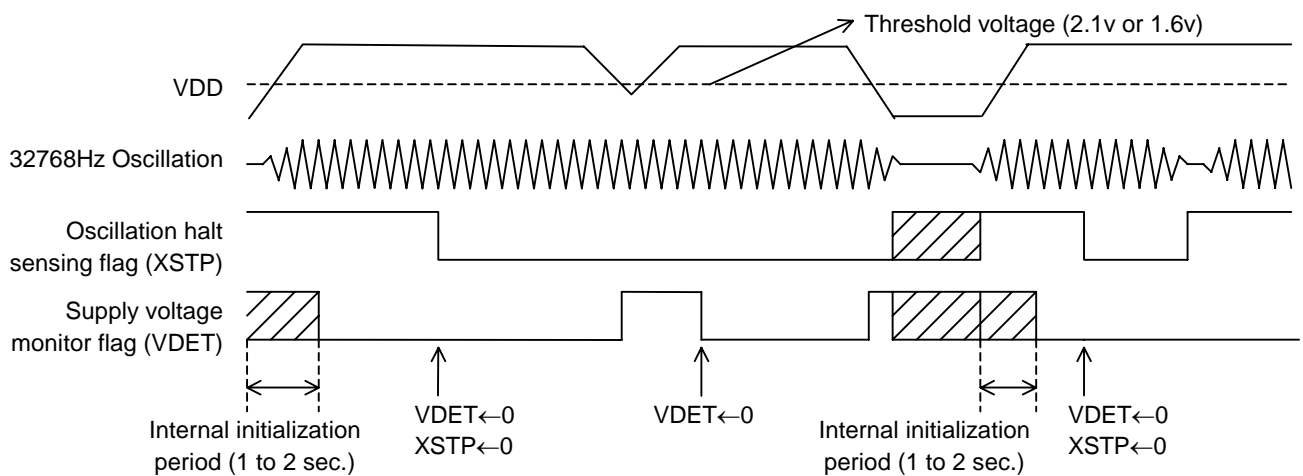 Threshold voltage (2.1v or 1.6v)
VDD
32768Hz Oscillation
Oscillation halt
sensing flag (XSTP)
Supply voltage
monitor flag (VDET)
Internal initialization
period (1 to 2 sec.)
VDET←0
XSTP←0
VDET←0
Internal initialization
period (1 to 2 sec.)
VDET←0
XSTP←0